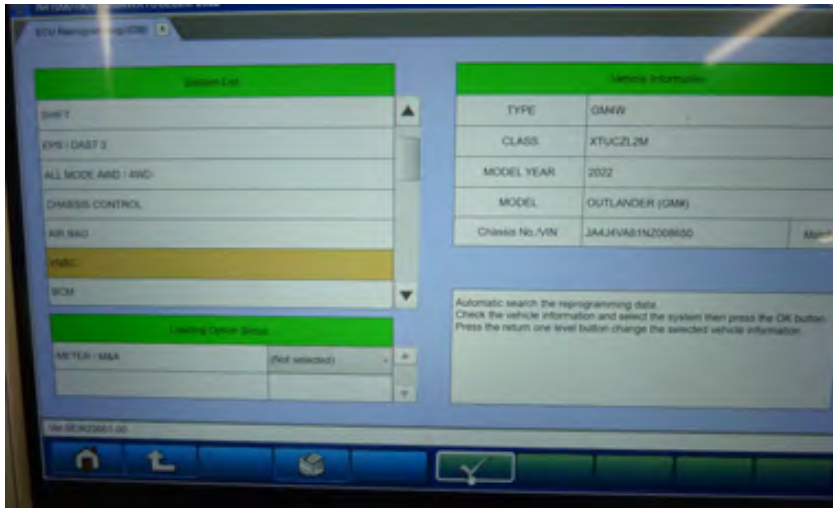 ECU Reprogramming
System List
SHIFT
EPS / DAST 3
ALL MODE AWD / 4WD
CHASSIS CONTROL
AIR BAG
HVAC
BCM
Loading Option Setup
METER / M&A (Not selected)
Vehicle Information
TYPE GM4W
CLASS XTUCZL2M
MODEL YEAR 2022
MODEL OUTLANDER (GM#)
Chassis No./VIN
Automatic search the reprogramming data.
Check the vehicle information and select the system then press the OK button.
Press the return one level button change the selected vehicle information.